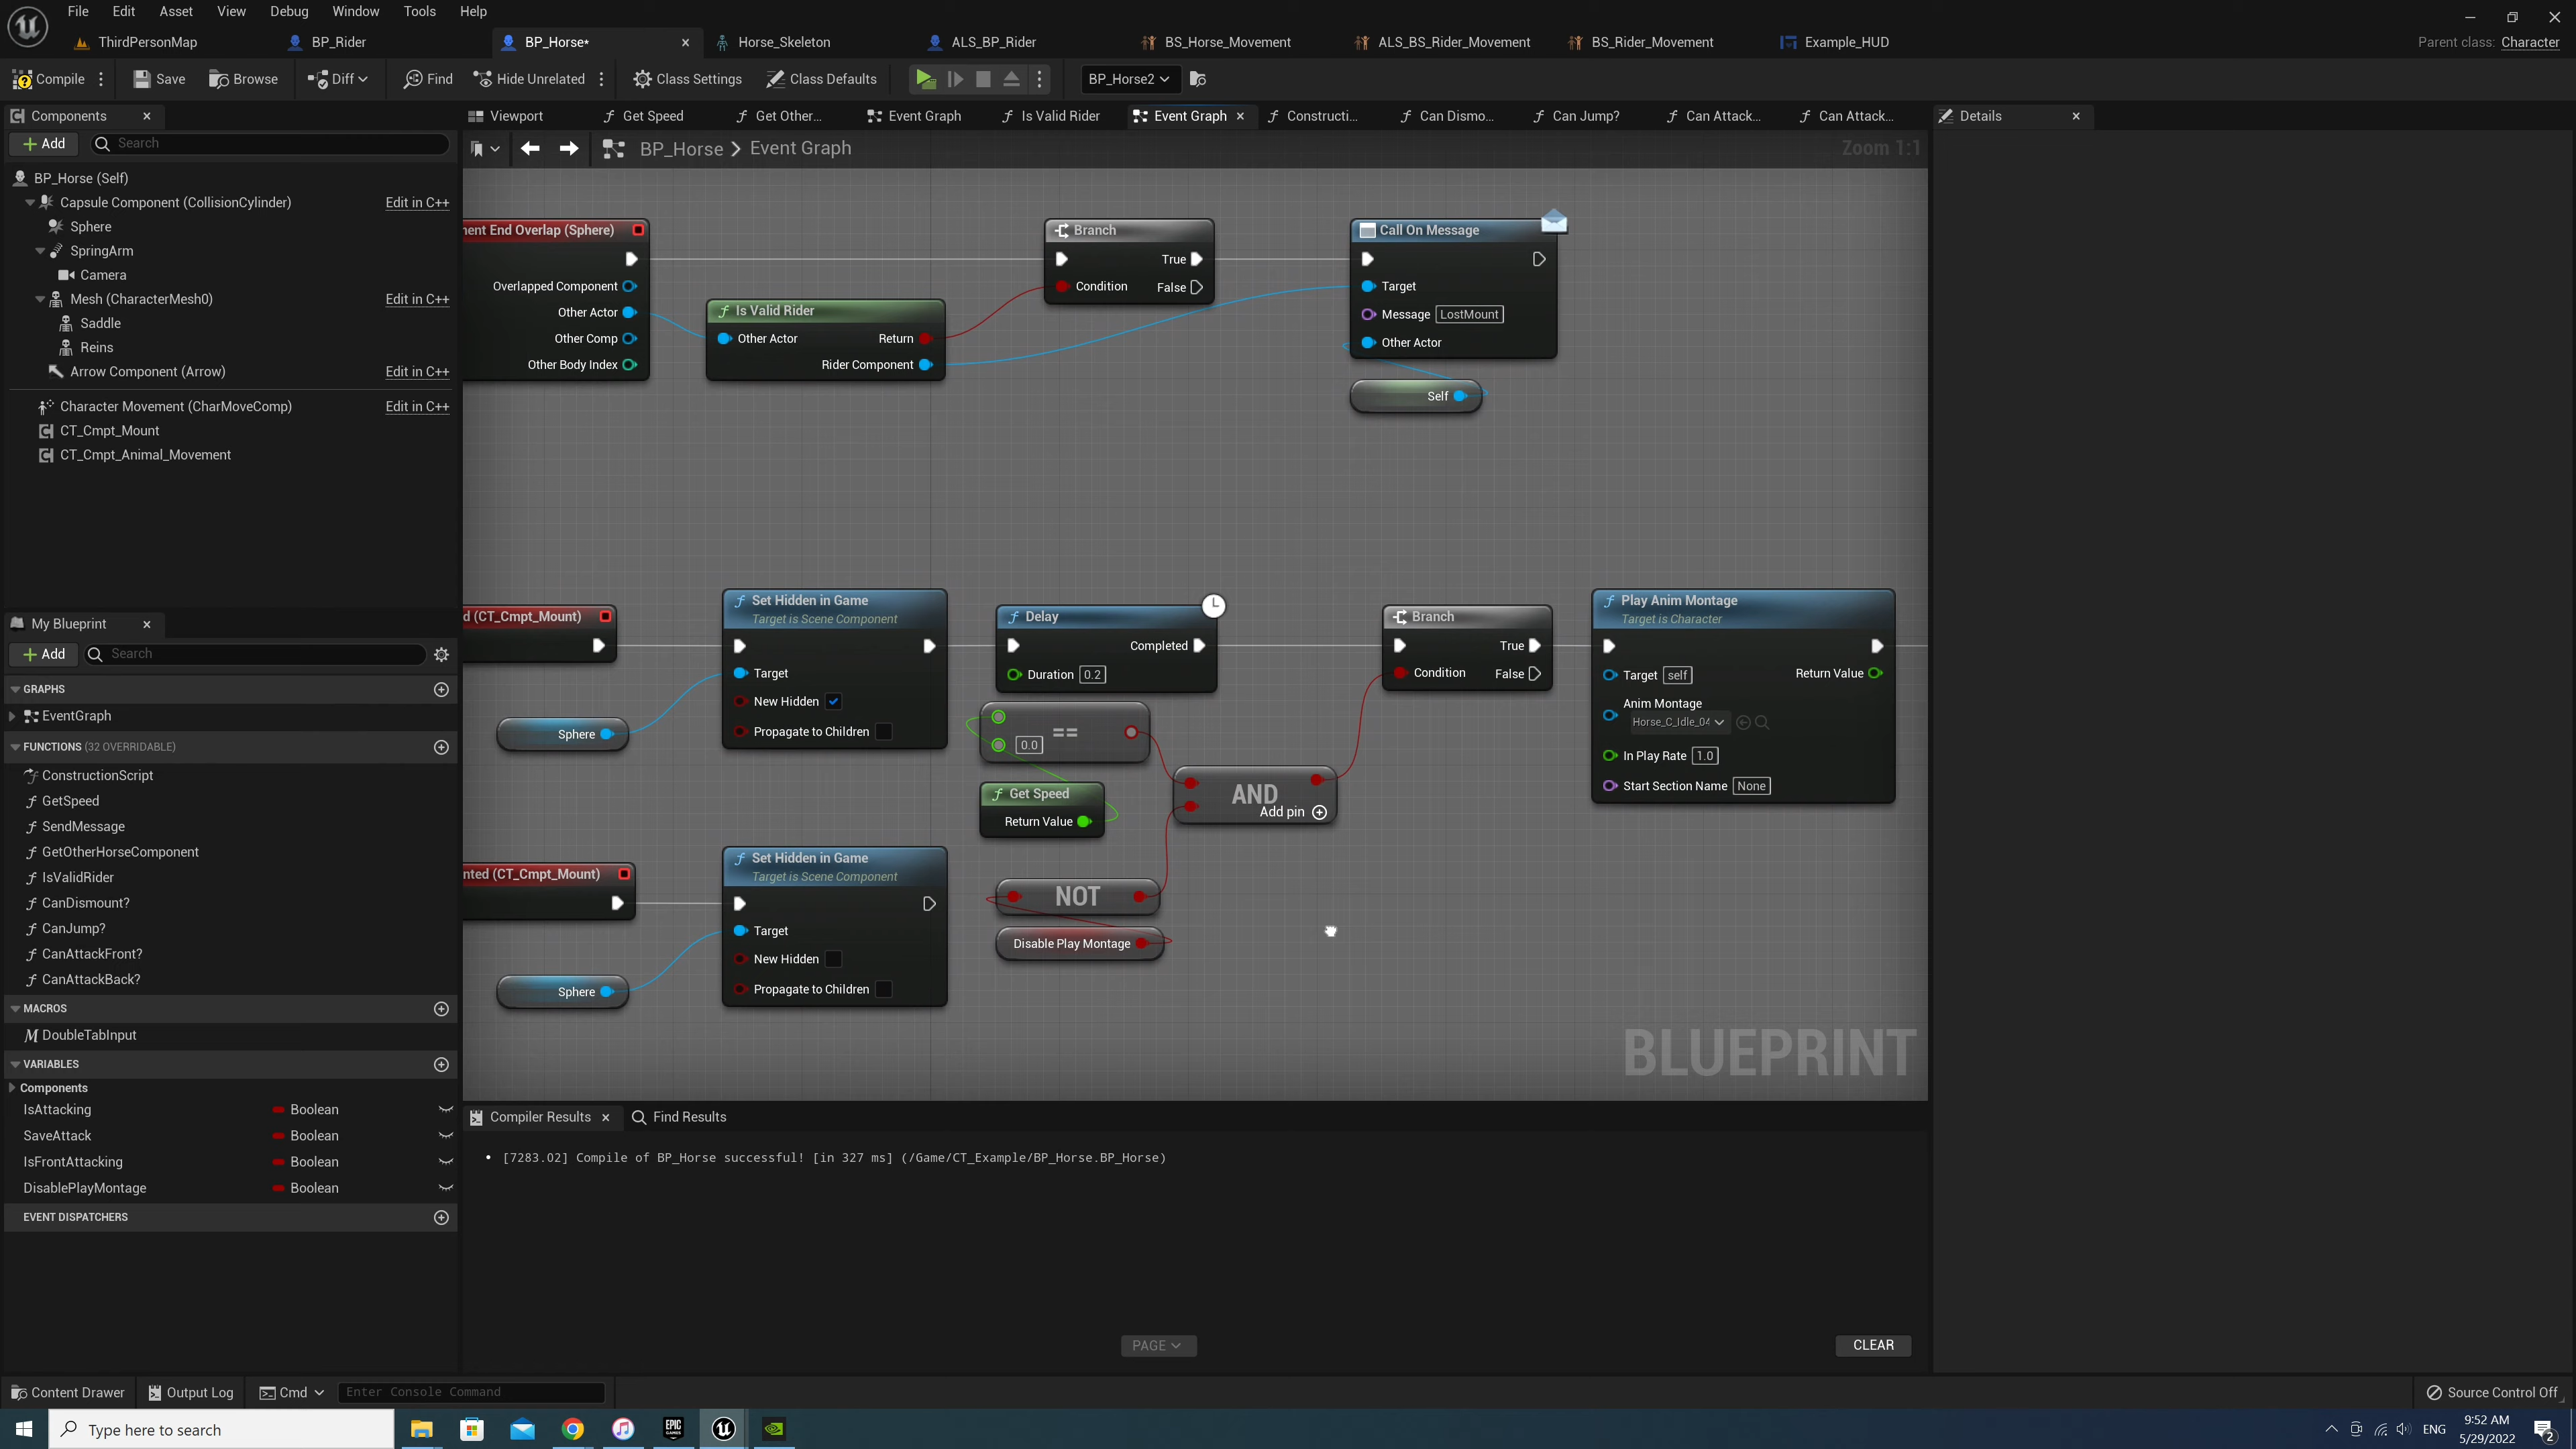 File Edit Asset View Debug Window Tools Help
ThirdPersonMap BP_Rider BP_Horse* Horse_Skeleton ALS_BP_Rider BS_Horse_Movement ALS_BS_Rider_Movement BS_Rider_Movement Example_HUD Parent class: Character
Compile Save Browse Diff Find Hide Unrelated Class Settings Class Defaults BP_Horse2
Components
Add Search
BP_Horse (Self)
Capsule Component (CollisionCylinder) Edit in C++
Sphere
SpringArm
Camera
Mesh (CharacterMesh0) Edit in C++
Saddle
Reins
Arrow Component (Arrow) Edit in C++
Character Movement (CharMoveComp) Edit in C++
CT_Cmpt_Mount
CT_Cmpt_Animal_Movement
My Blueprint
Add Search
GRAPHS
EventGraph
FUNCTIONS (32 OVERRIDABLE)
ConstructionScript
GetSpeed
SendMessage
GetOtherHorseComponent
IsValidRider
CanDismount?
CanJump?
CanAttackFront?
CanAttackBack?
MACROS
DoubleTabInput
VARIABLES
Components
IsAttacking Boolean
SaveAttack Boolean
IsFrontAttacking Boolean
DisablePlayMontage Boolean
EVENT DISPATCHERS
Viewport Get Speed Get Other... Event Graph Is Valid Rider Event Graph Constructi... Can Dismo... Can Jump? Can Attack... Can Attack...
BP_Horse > Event Graph Zoom 1:1
nent End Overlap (Sphere)
Overlapped Component
Other Actor
Other Comp
Other Body Index
Is Valid Rider
Other Actor Return
Rider Component
Branch
True
Condition False
Call On Message
Target
Message LostMount
Other Actor
Self
d (CT_Cmpt_Mount)
Sphere
Set Hidden in Game
Target is Scene Component
Target
New Hidden
Propagate to Children
Delay
Completed
Duration 0.2
0.0 ==
Get Speed
Return Value
AND
Add pin
NOT
Disable Play Montage
Branch
True
Condition False
Play Anim Montage
Target is Character
Target self Return Value
Anim Montage
Horse_C_Idle_04
In Play Rate 1.0
Start Section Name None
nted (CT_Cmpt_Mount)
Sphere
Set Hidden in Game
Target is Scene Component
Target
New Hidden
Propagate to Children
BLUEPRINT
Compiler Results Find Results
[7283.02] Compile of BP_Horse successful! [in 327 ms] (/Game/CT_Example/BP_Horse.BP_Horse)
PAGE CLEAR
Details
Content Drawer Output Log Cmd Enter Console Command Source Control Off
Type here to search
EPIC GAMES
ENG
9:52 AM
5/29/2022
2